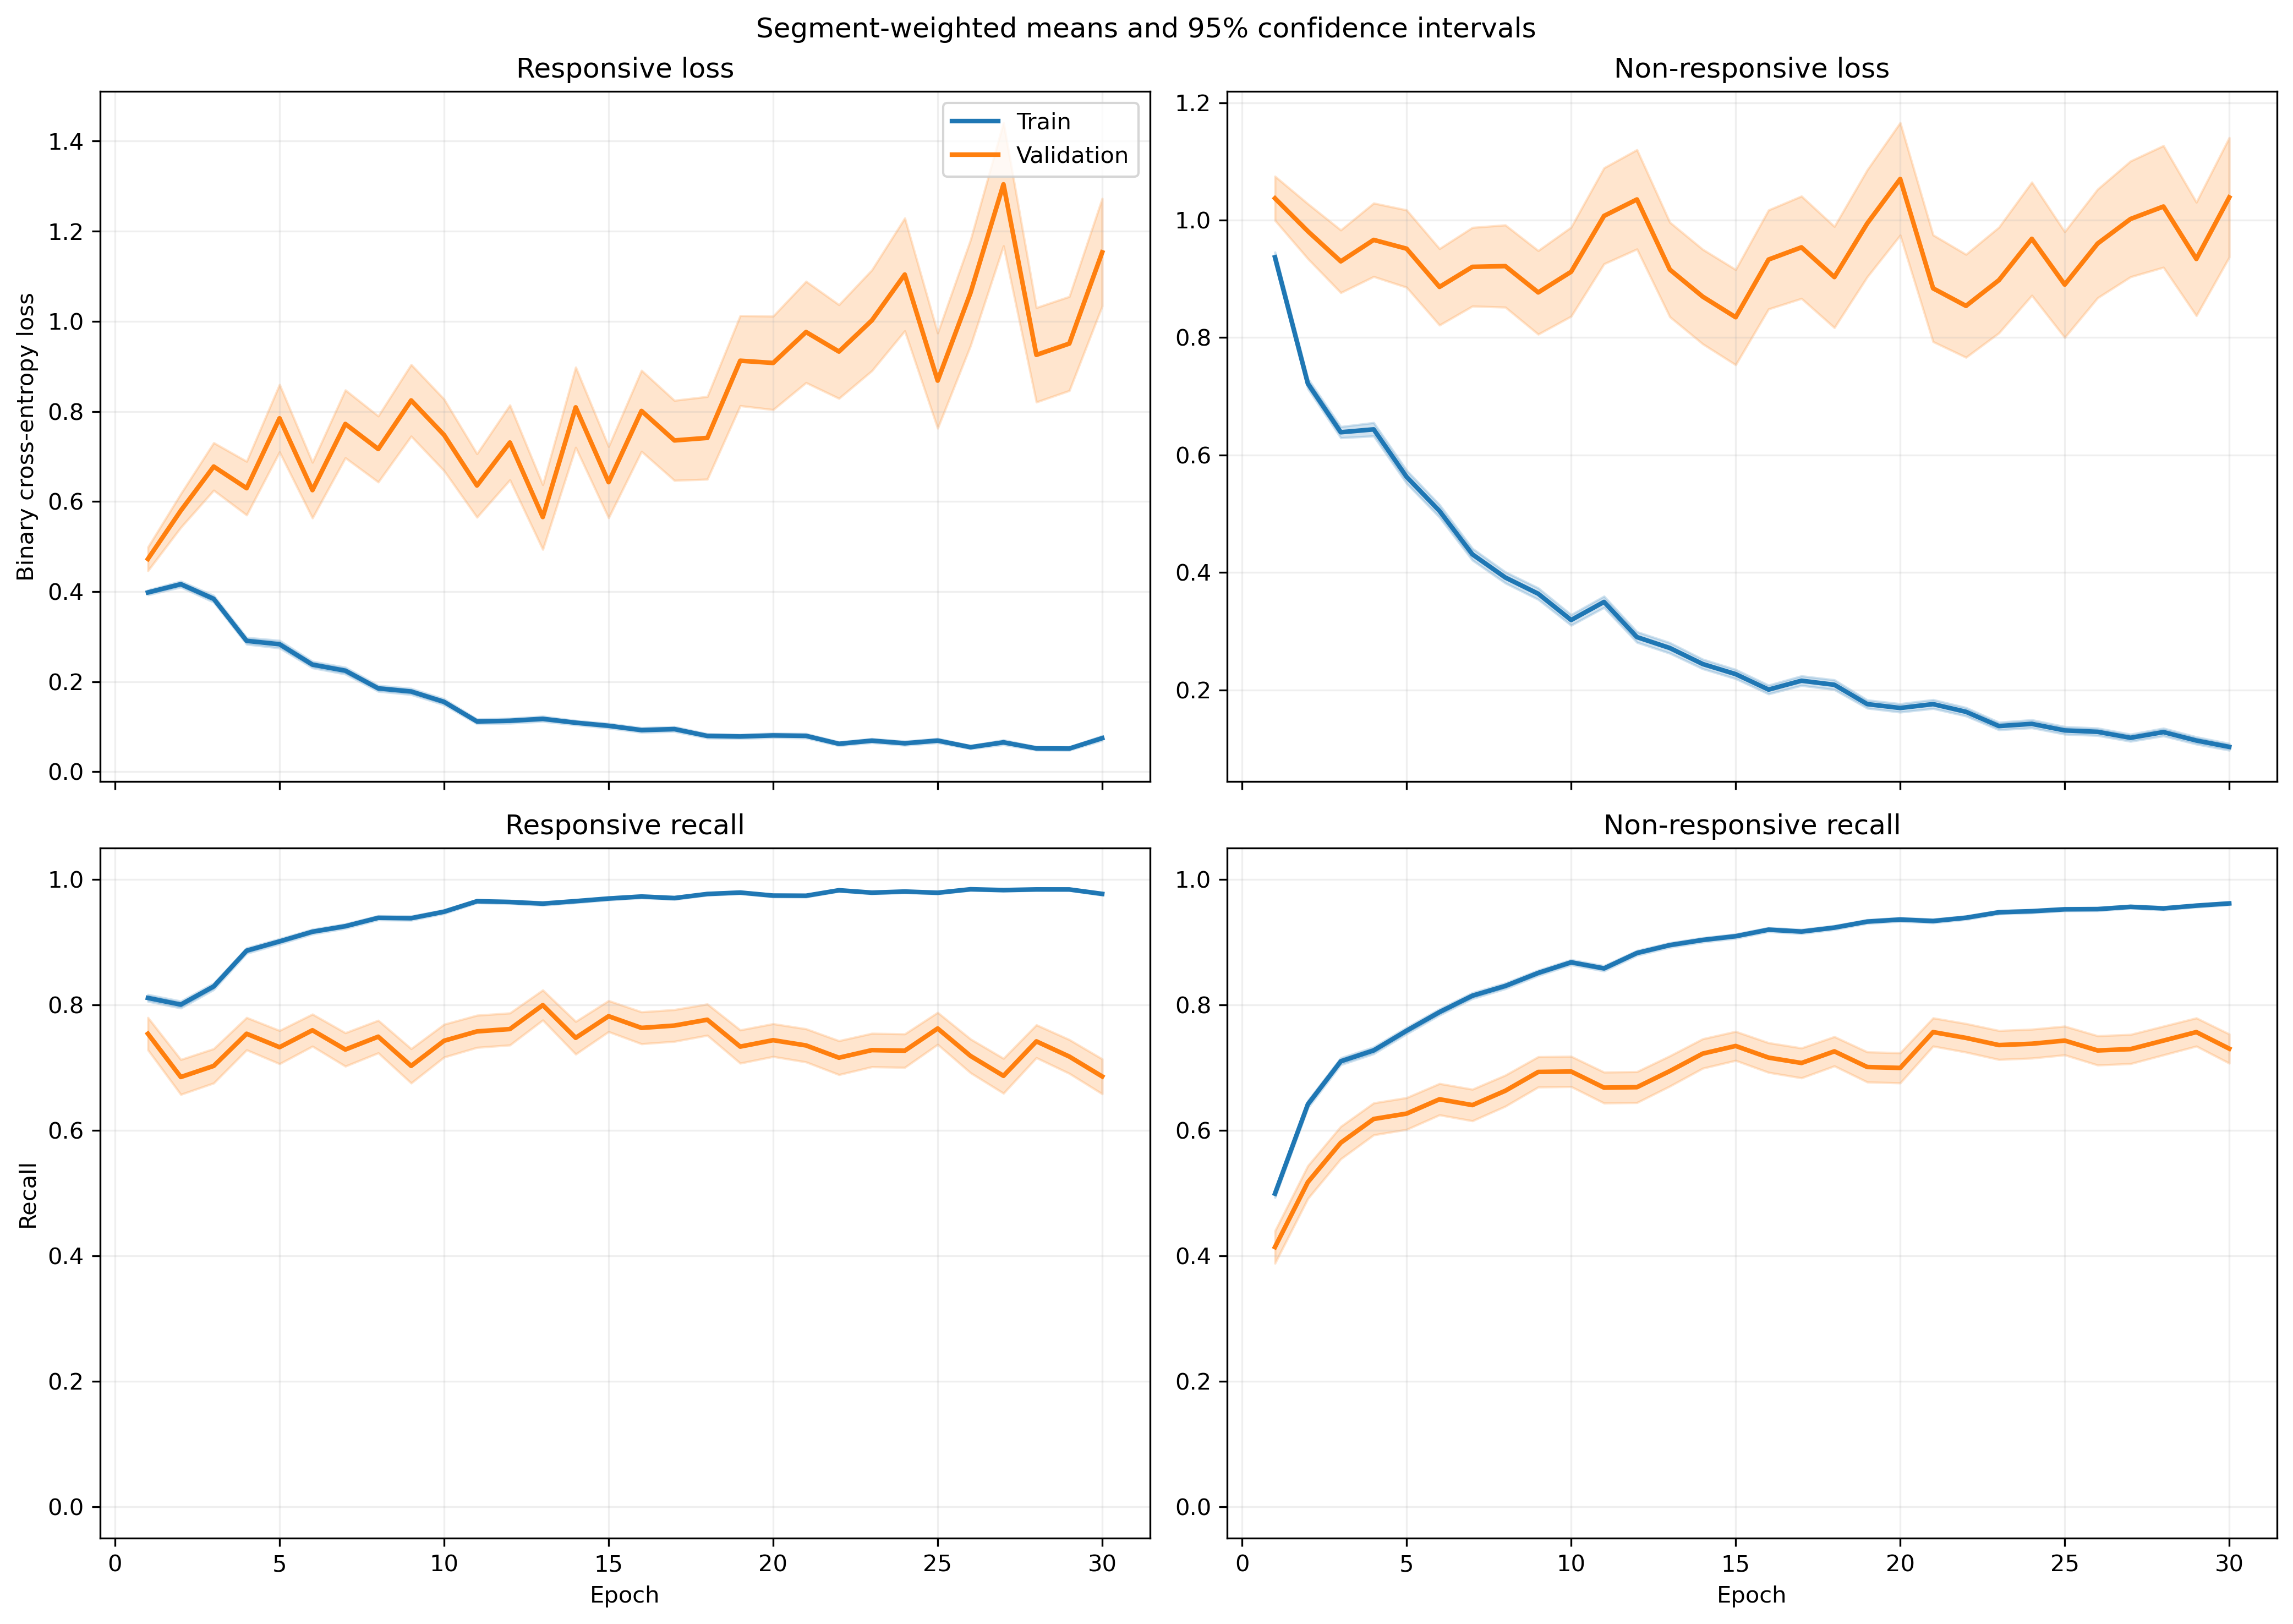 Segment-weighted means and 95% confidence intervals
Responsive loss
Non-responsive loss
Binary cross-entropy loss
1.4
1.2
1.0
0.8
0.6
0.4
0.2
0.0
Train
Validation
1.2
1.0
0.8
0.6
0.4
0.2
Responsive recall
Non-responsive recall
Recall
1.0
0.8
0.6
0.4
0.2
0.0
0 5 10 15 20 25 30
Epoch
1.0
0.8
0.6
0.4
0.2
0.0
0 5 10 15 20 25 30
Epoch